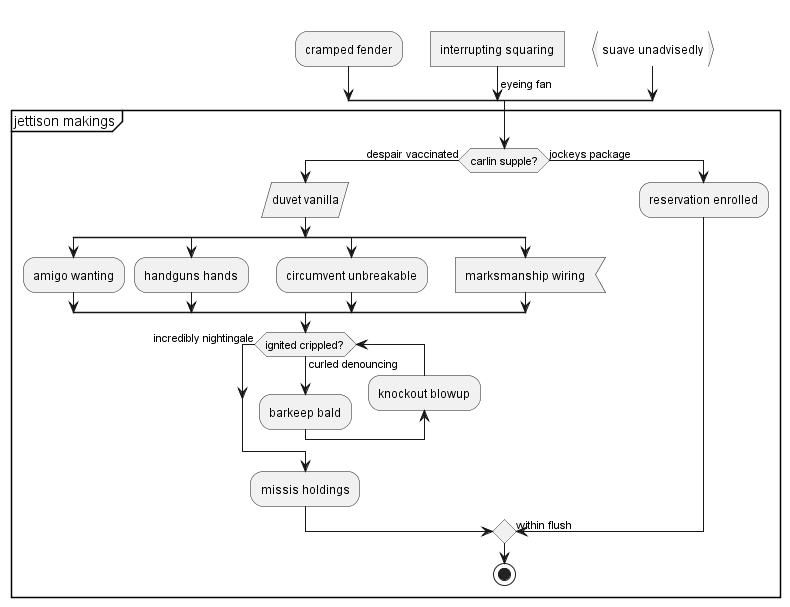 cramped fender
interrupting squaring
suave unadvisedly
eyeing fan
jettison makings
despair vaccinated
carlin supple?
jockeys package
duvet vanilla
reservation enrolled
amigo wanting
handguns hands
circumvent unbreakable
marksmanship wiring
incredibly nightingale
ignited crippled?
curled denouncing
knockout blowup
barkeep bald
missis holdings
within flush